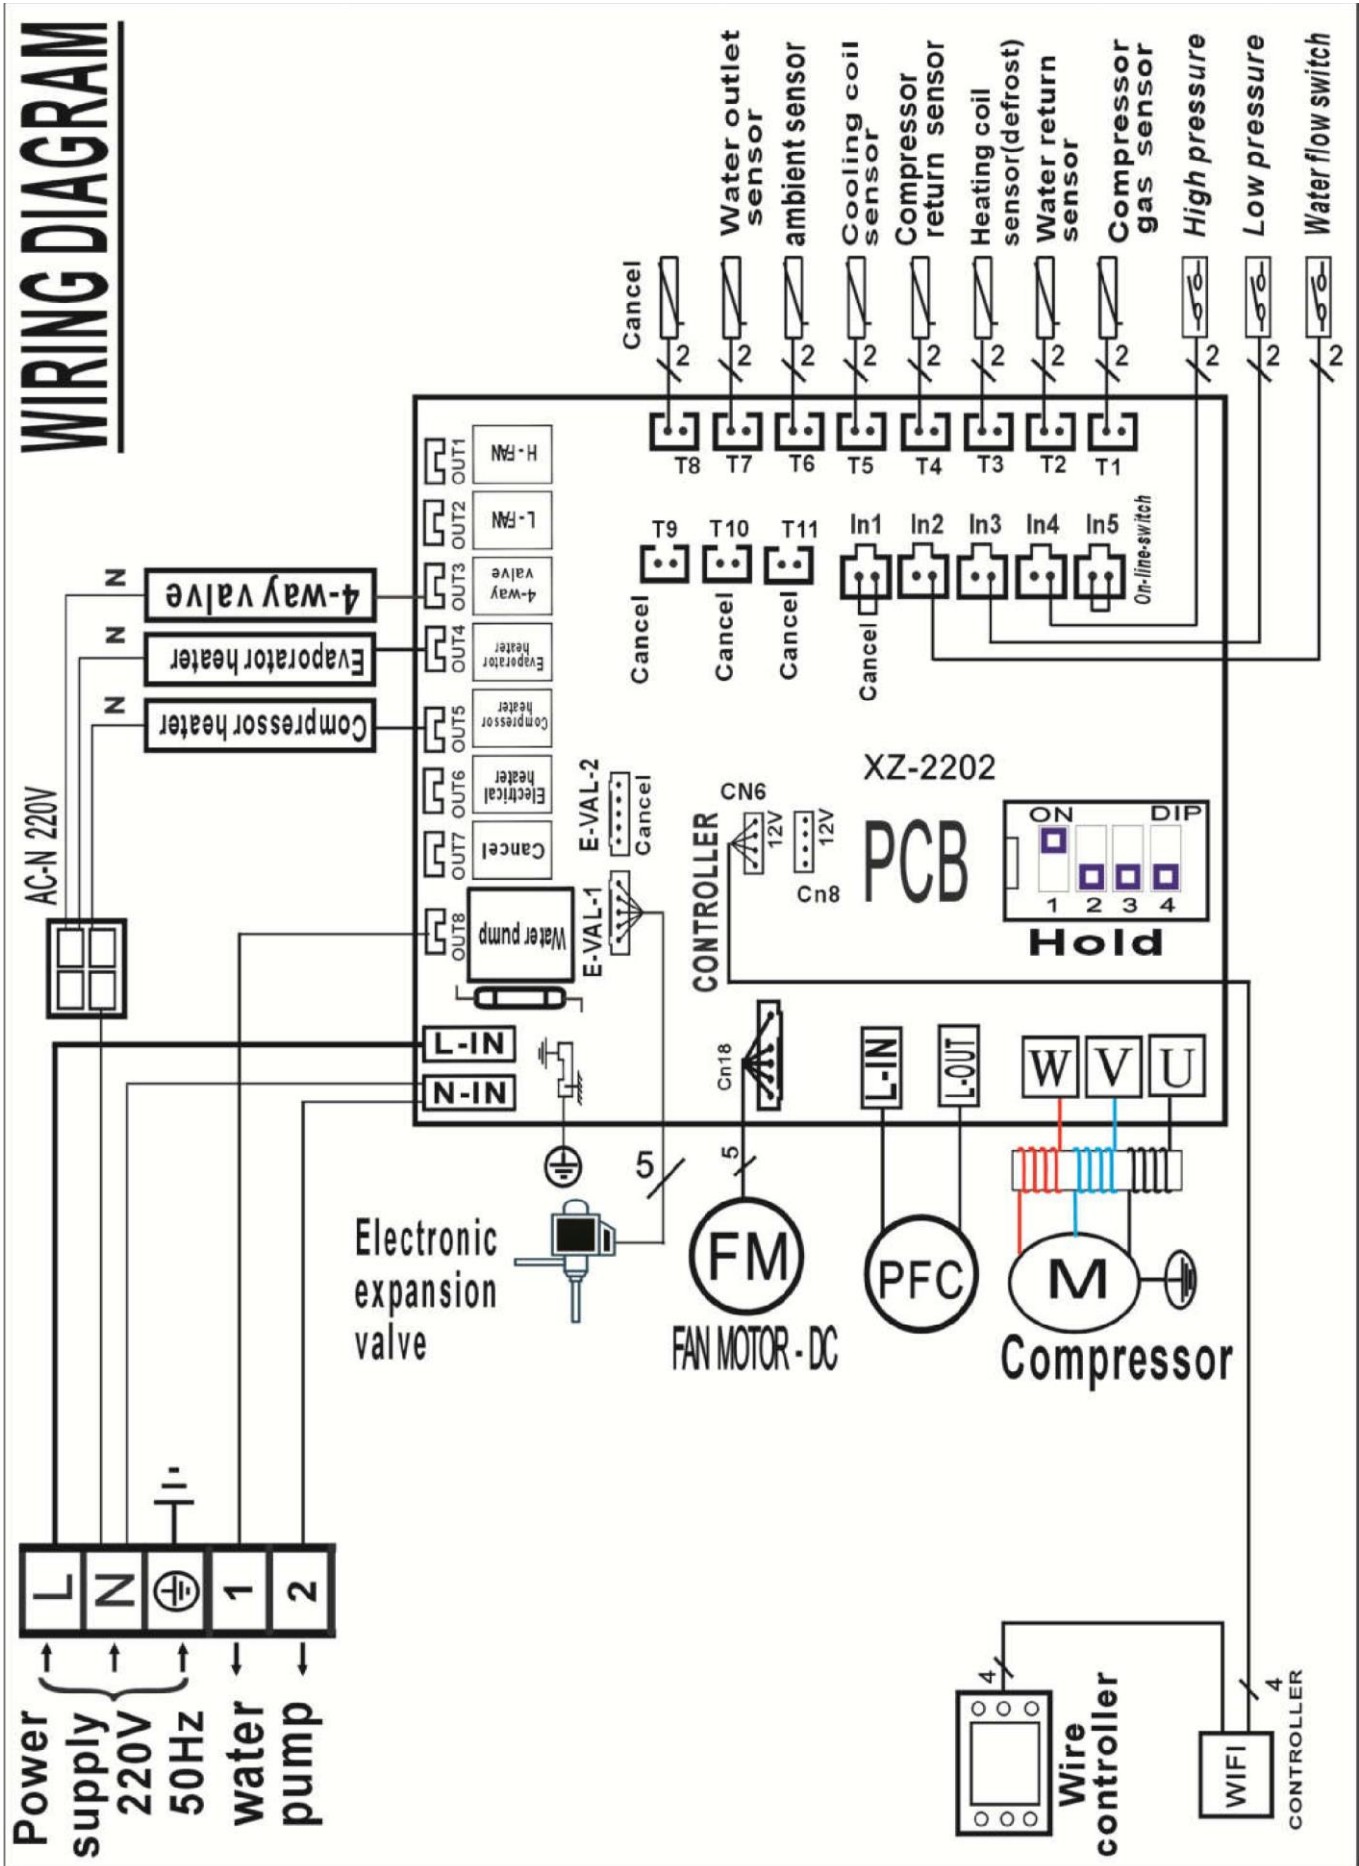 WIRING DIAGRAM
Cancel
Water outlet
sensor
ambient sensor
Cooling coil
sensor
Compressor
return sensor
Heating coil
sensor(defrost)
Water return
sensor
Compressor
gas sensor
High pressure
Low pressure
Water flow switch
2
2
2
2
2
2
2
2
2
2
2
T8
T7
T6
T5
T4
T3
T2
T1
T9
T10
T11
In1
In2
In3
In4
In5
Cancel
Cancel
Cancel
Cancel
On-line-switch
OUT1
H - FAN
OUT2
L - FAN
OUT3
4-way
valve
OUT4
Evaporator
heater
OUT5
Compressor
heater
OUT6
Electrical
heater
OUT7
Cancel
OUT8
Water pump
N
4-way valve
N
Evaporator heater
N
Compressor heater
AC-N 220V
E-VAL-2
Cancel
E-VAL-1
CONTROLLER
CN6
12V
12V
Cn8
XZ-2202
PCB
ON
DIP
1
2
3
4
Hold
L-IN
N-IN
Cn18
L-IN
L-OUT
W
V
U
5
5
Electronic
expansion
valve
FM
FAN MOTOR - DC
PFC
M
Compressor
L
N
1
2
Power
supply
220V
50Hz
water
pump
4
Wire
controller
4
WIFI
CONTROLLER